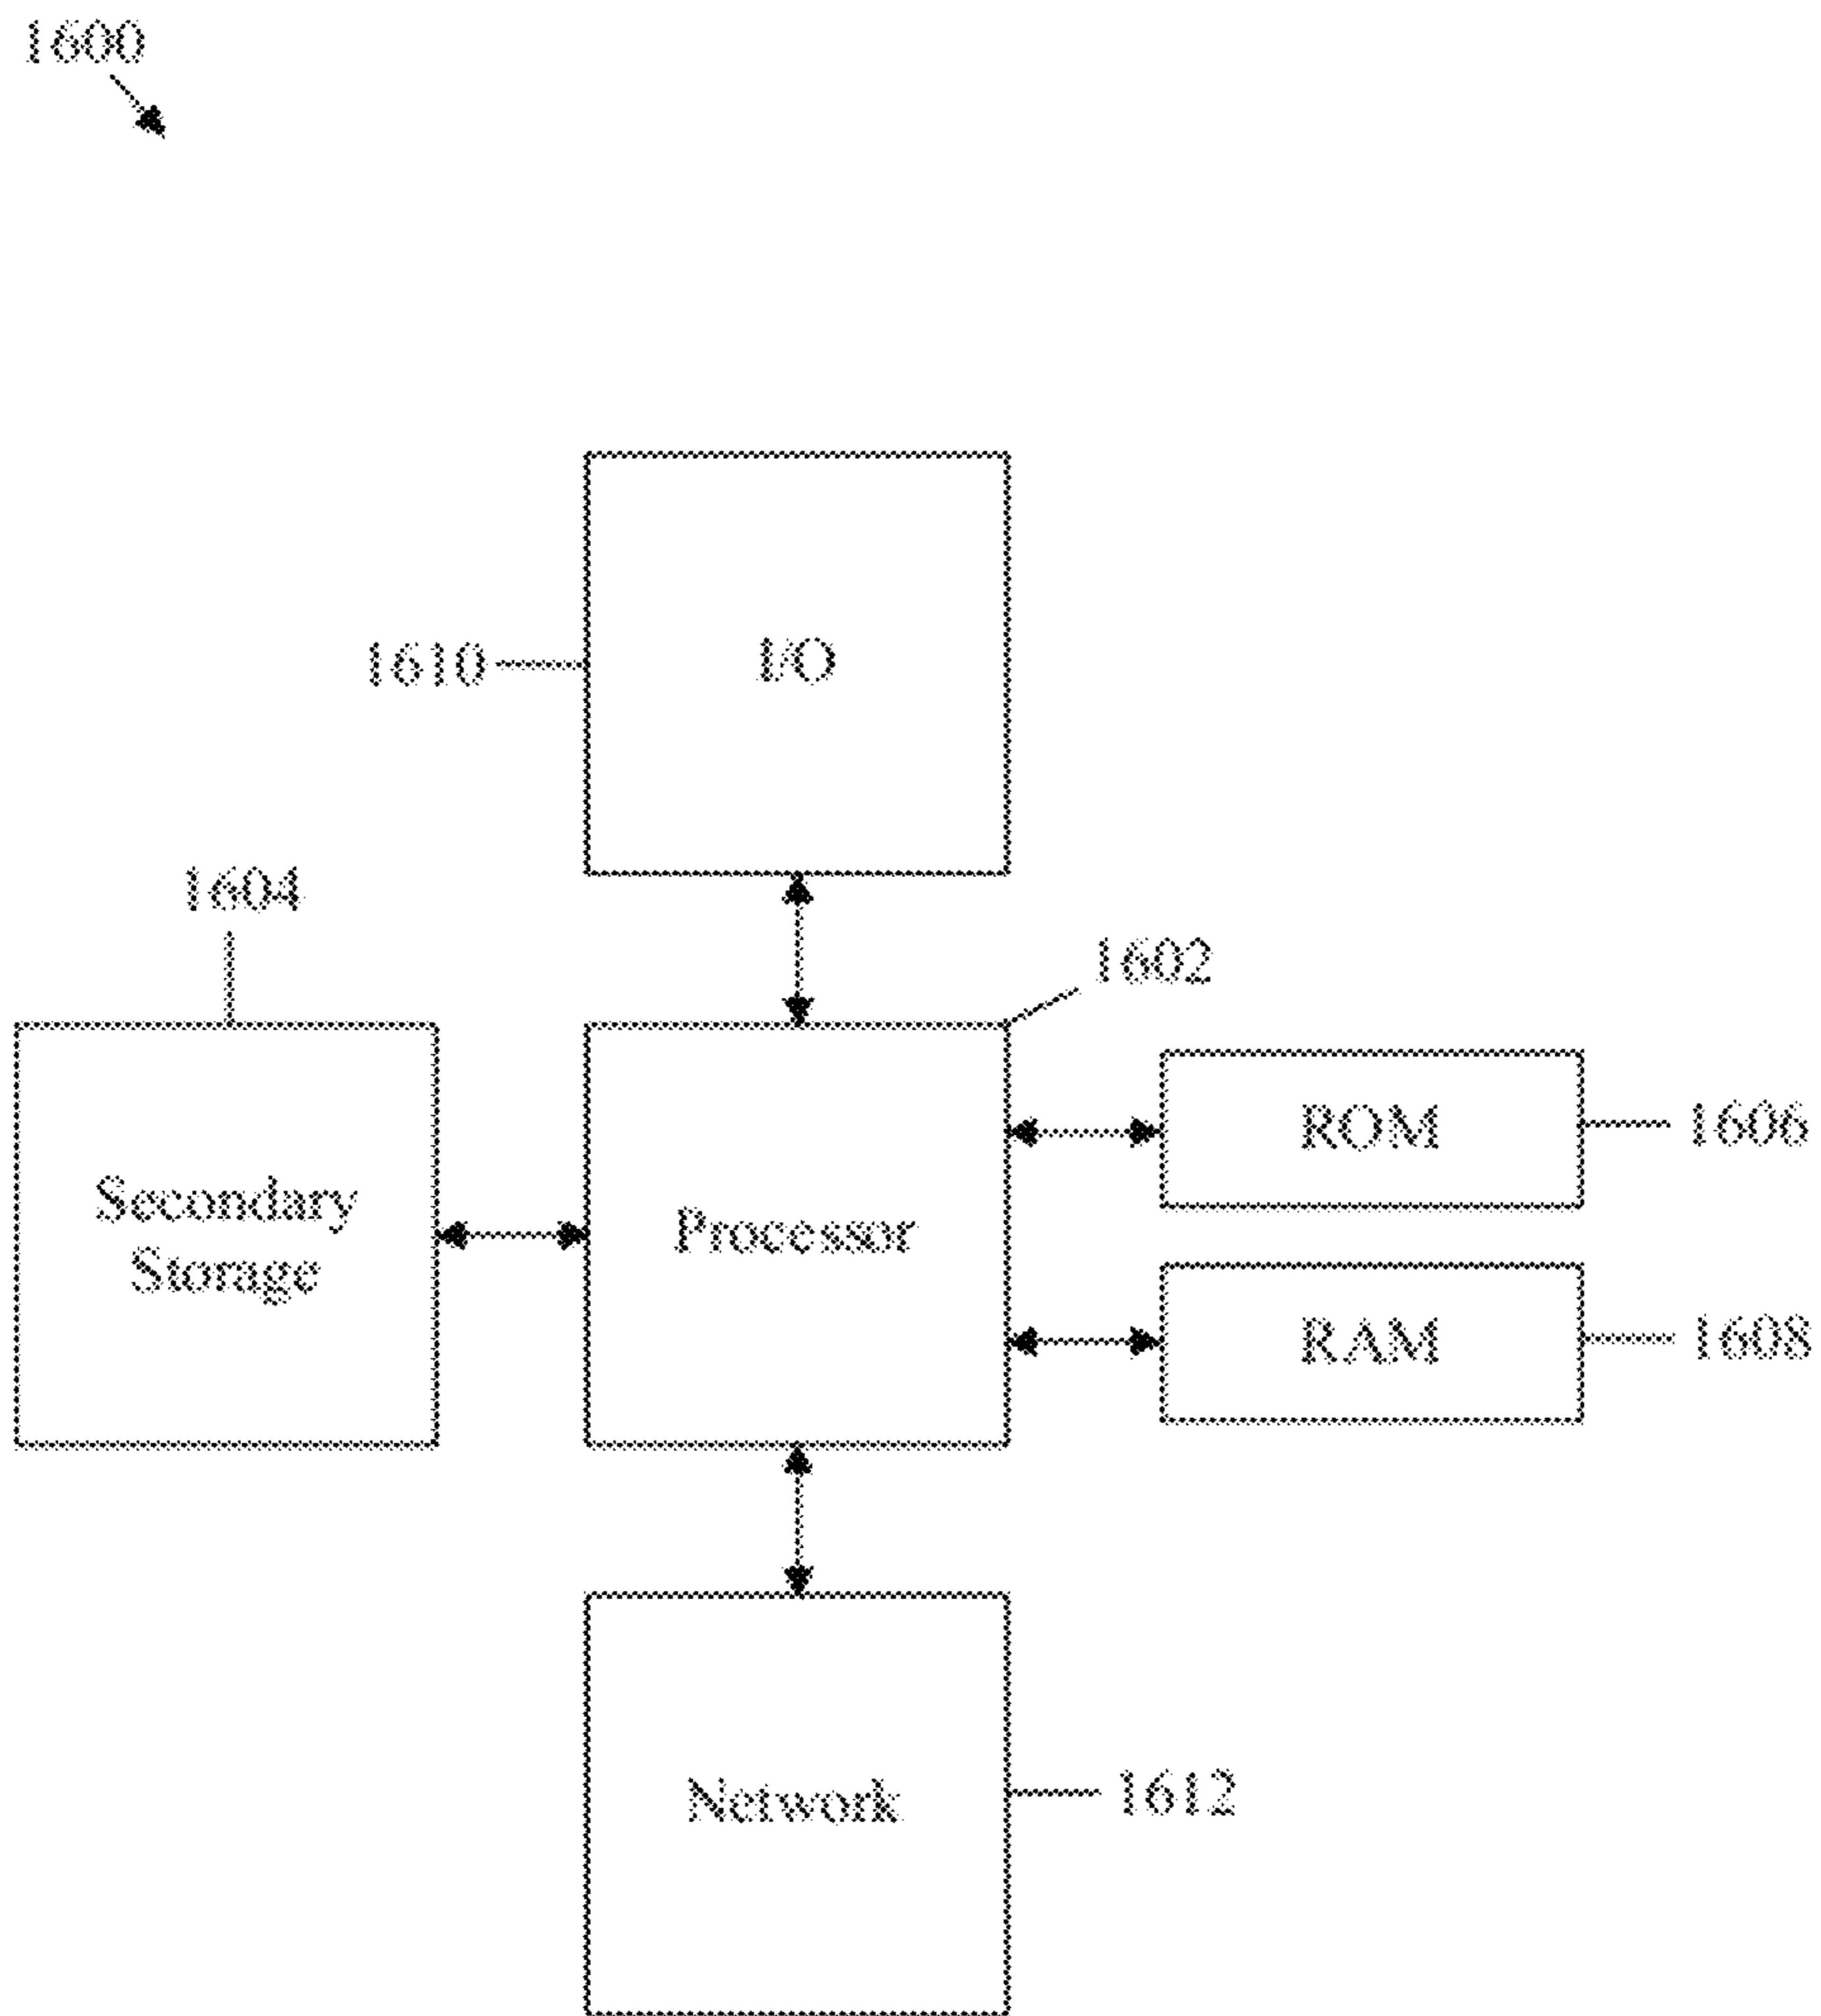 1600
1610
I/O
1604
1602
ROM
1606
Secondary
Storage
Processor
RAM
1608
Network
1612